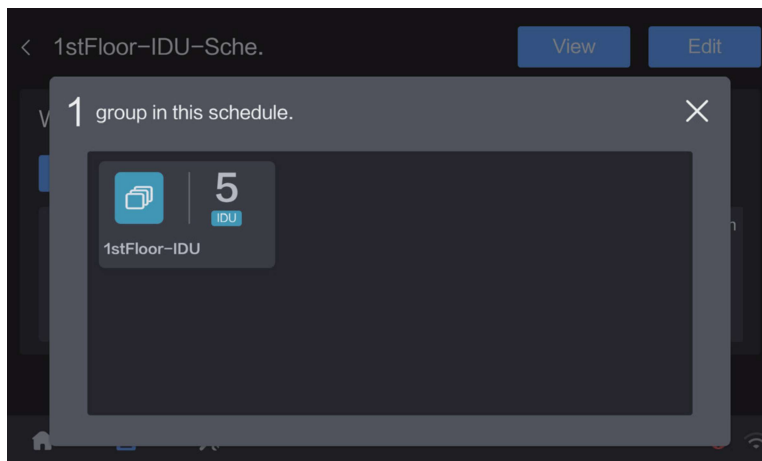 1stFloor-IDU-Sche.
View
Edit
1 group in this schedule.
5
IDU
1stFloor-IDU